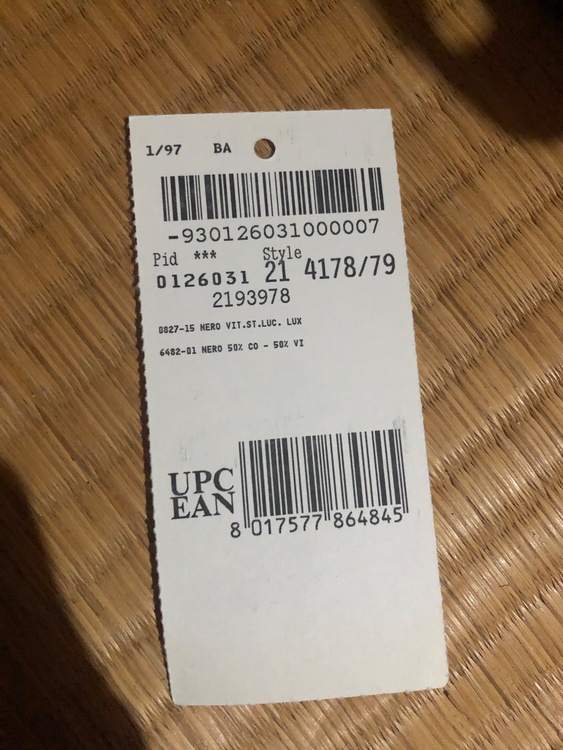 1/97 BA
-930126031000007
Pid *** Style
0126031 21 4178/79
2193978
0827-15 NERO VIT.ST.LUC. LUX
6482-01 NERO 50% CO - 50% VI
UPC
EAN
8 017577 864845